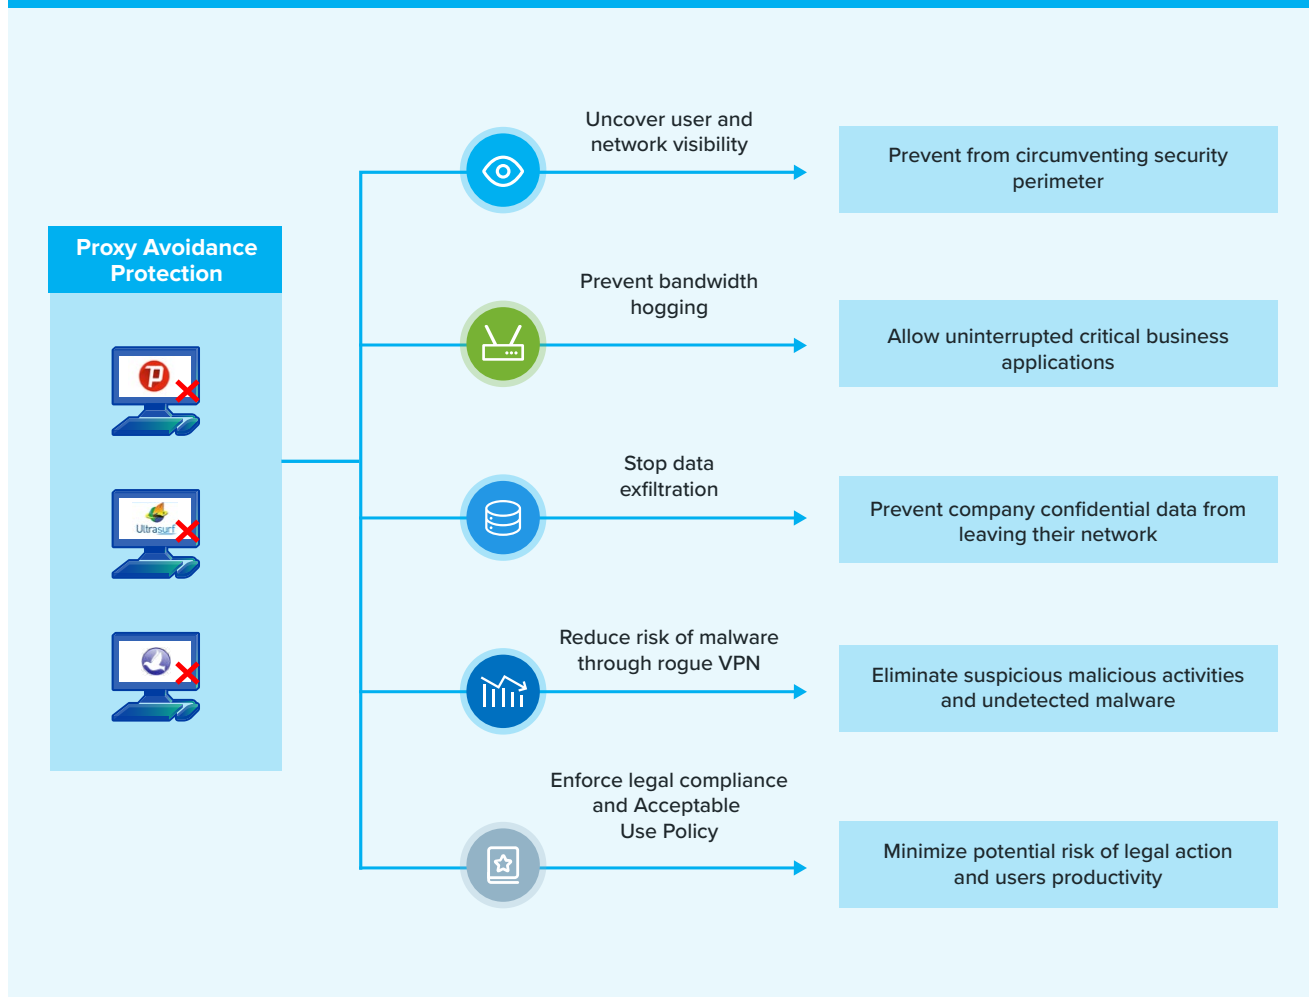 Proxy Avoidance
Protection
Ultrasurf
Uncover user and
network visibility
Prevent from circumventing security
perimeter
Prevent bandwidth
hogging
Allow uninterrupted critical business
applications
Stop data
exfiltration
Prevent company confidential data from
leaving their network
Reduce risk of malware
through rogue VPN
Eliminate suspicious malicious activities
and undetected malware
Enforce legal compliance
and Acceptable
Use Policy
Minimize potential risk of legal action
and users productivity